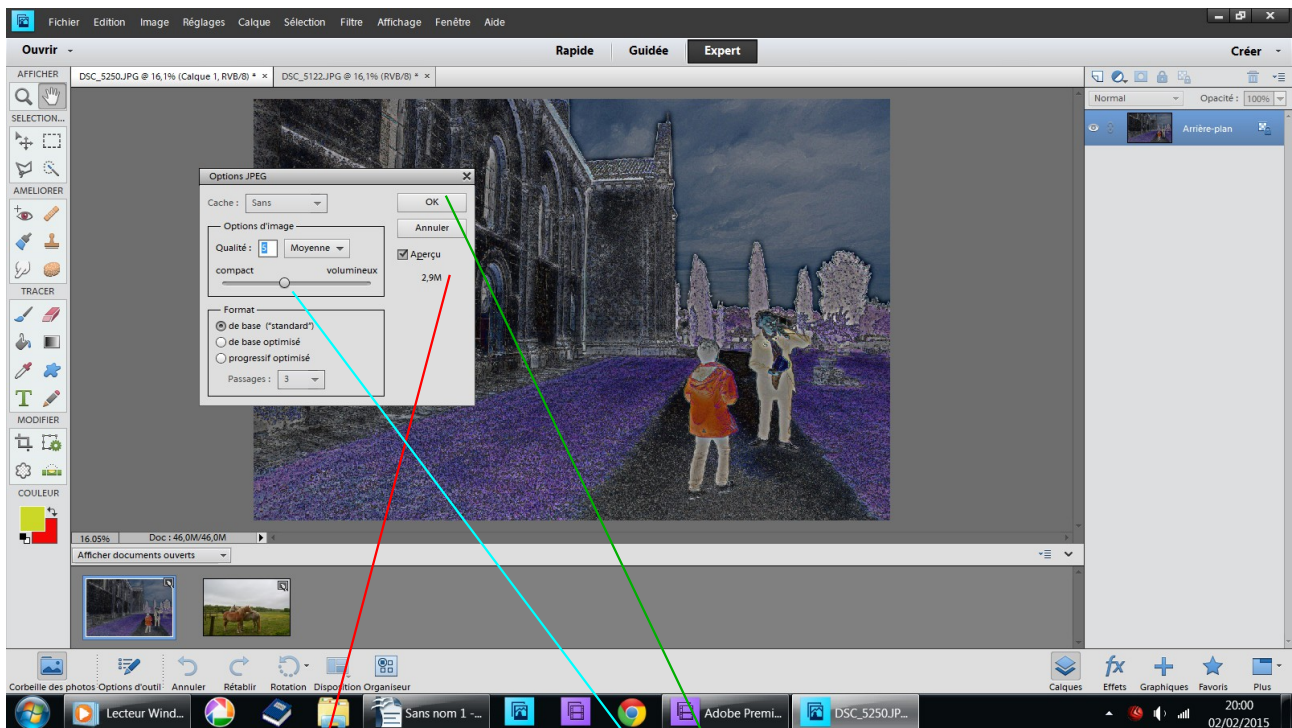 Fichier Edition Image Réglages Calque Sélection Filtre Affichage Fenêtre Aide
Ouvrir Rapide Guidée Expert Créer
AFFICHER
DSC_5250.JPG @ 16,1% (Calque 1, RVB/8) * × DSC_5122.JPG @ 16,1% (RVB/8) * ×
Normal Opacité : 100%
SELECTION...
Arrière-plan
AMELIORER
TRACER
MODIFIER
COULEUR
Options JPEG
Cache : Sans
OK
Options d'image
Annuler
Qualité : 5 Moyenne
Aperçu
compact volumineux
2,9M
Format
de base ("standard")
de base optimisé
progressif optimisé
Passages : 3
16.05% Doc : 46,0M/46,0M
Afficher documents ouverts
Corbeille des photos Options d'outil Annuler Rétablir Rotation Disposition Organiseur Calques Effets Graphiques Favoris Plus
Lecteur Wind... Sans nom 1 -... Adobe Premi... DSC_5250.JP...
20:00
02/02/2015